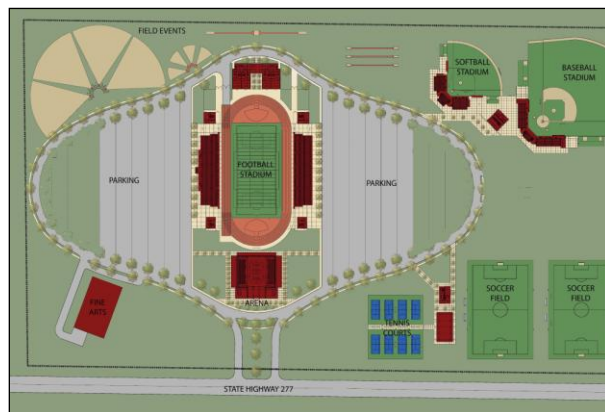 FIELD EVENTS
SOFTBALL
STADIUM
BASEBALL
STADIUM
FOOTBALL
STADIUM
PARKING
PARKING
FINE
ARTS
ARENA
TENNIS
COURTS
SOCCER
FIELD
SOCCER
FIELD
STATE HIGHWAY 277